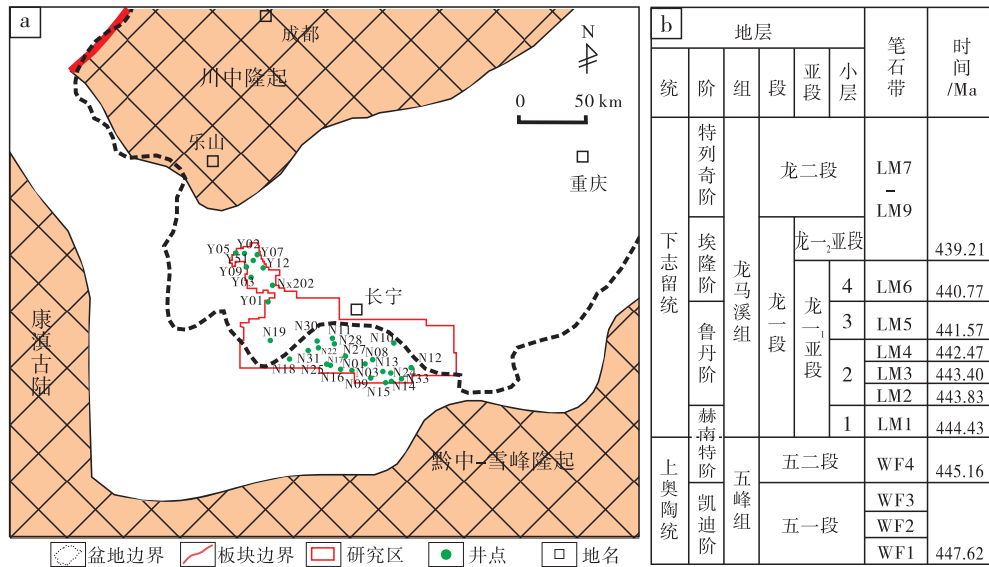 a
成都
川中隆起
N
0 50 km
乐山
重庆
Y02
Y05
Y07
Y51
Y12
Y09
Y03
Nx202
Y01
长宁
N19
N30
N11
N10
N28
N22
N27
N08
N31
N17
N01
N13
N12
N18
N25
N16
N03
N29
N33
N09
N15
N14
康滇古陆
黔中–雪峰隆起
盆地边界
板块边界
研究区
井点
地名
b
地层
笔石带
时间/Ma
统
阶
组
段
亚段
小层
下志留统
特列奇阶
龙马溪组
龙二段
LM7
–
LM9
埃隆阶
龙一段
龙一2亚段
439.21
龙一1亚段
4
LM6
440.77
鲁丹阶
3
LM5
441.57
2
LM4
442.47
LM3
443.40
LM2
443.83
赫南特阶
1
LM1
444.43
上奥陶统
五峰组
五二段
WF4
445.16
凯迪阶
五一段
WF3
WF2
WF1
447.62